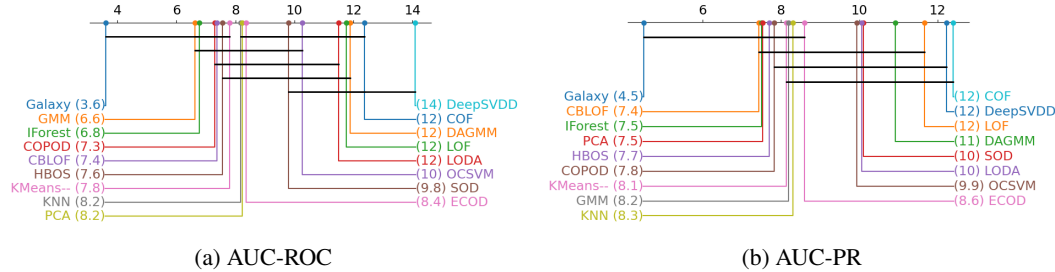 4 6 8 10 12 14
Galaxy (3.6)
GMM (6.6)
IForest (6.8)
COPOD (7.3)
CBLOF (7.4)
HBOS (7.6)
KMeans-- (7.8)
KNN (8.2)
PCA (8.2)
(14) DeepSVDD
(12) COF
(12) DAGMM
(12) LOF
(12) LODA
(10) OCSVM
(9.8) SOD
(8.4) ECOD
(a) AUC-ROC
6 8 10 12
Galaxy (4.5)
CBLOF (7.4)
IForest (7.5)
PCA (7.5)
HBOS (7.7)
COPOD (7.8)
KMeans-- (8.1)
GMM (8.2)
KNN (8.3)
(12) COF
(12) DeepSVDD
(12) LOF
(11) DAGMM
(10) SOD
(10) LODA
(9.9) OCSVM
(8.6) ECOD
(b) AUC-PR